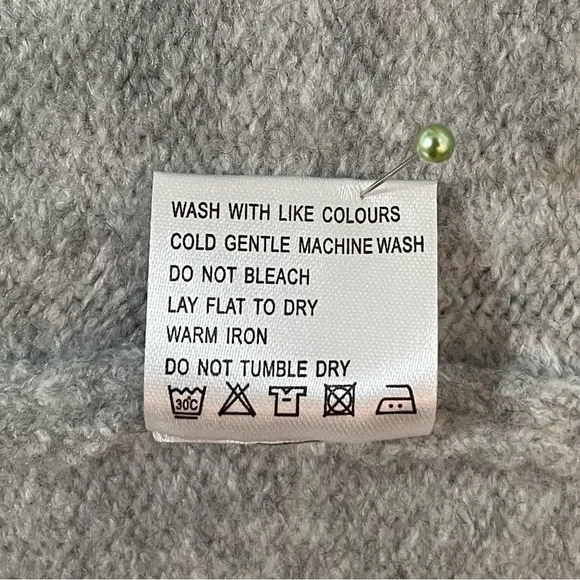 WASH WITH LIKE COLOURS
COLD GENTLE MACHINE WASH
DO NOT BLEACH
LAY FLAT TO DRY
WARM IRON
DO NOT TUMBLE DRY
30C